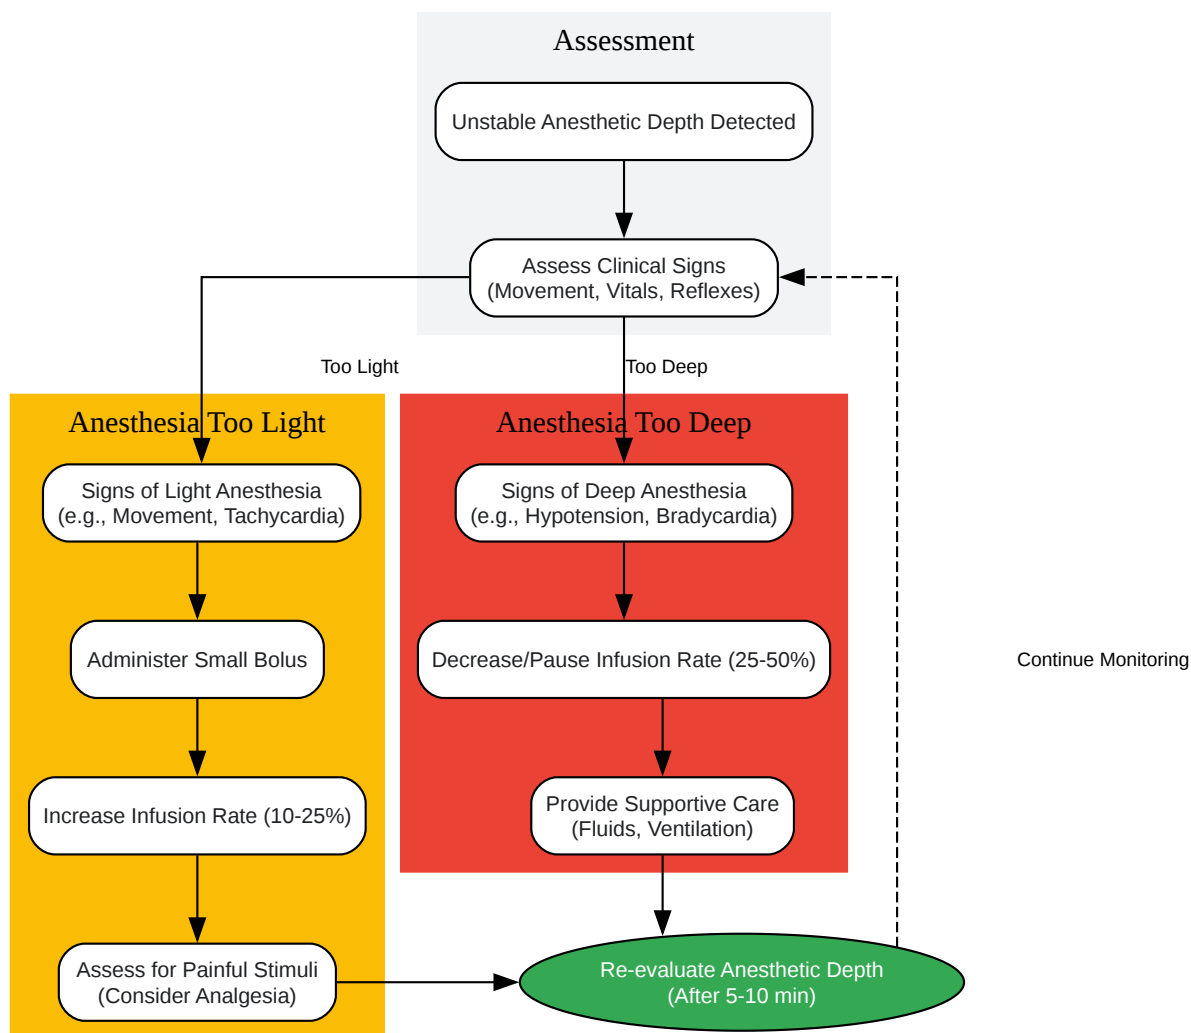 Assessment
Unstable Anesthetic Depth Detected
Assess Clinical Signs
(Movement, Vitals, Reflexes)
Too Light
Too Deep
Anesthesia Too Light
Signs of Light Anesthesia
(e.g., Movement, Tachycardia)
Administer Small Bolus
Increase Infusion Rate (10-25%)
Assess for Painful Stimuli
(Consider Analgesia)
Anesthesia Too Deep
Signs of Deep Anesthesia
(e.g., Hypotension, Bradycardia)
Decrease/Pause Infusion Rate (25-50%)
Provide Supportive Care
(Fluids, Ventilation)
Re-evaluate Anesthetic Depth
(After 5-10 min)
Continue Monitoring